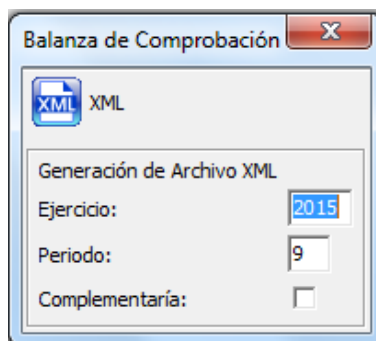 Balanza de Comprobación
XML XML
Generación de Archivo XML
Ejercicio: 2015
Periodo: 9
Complementaría: